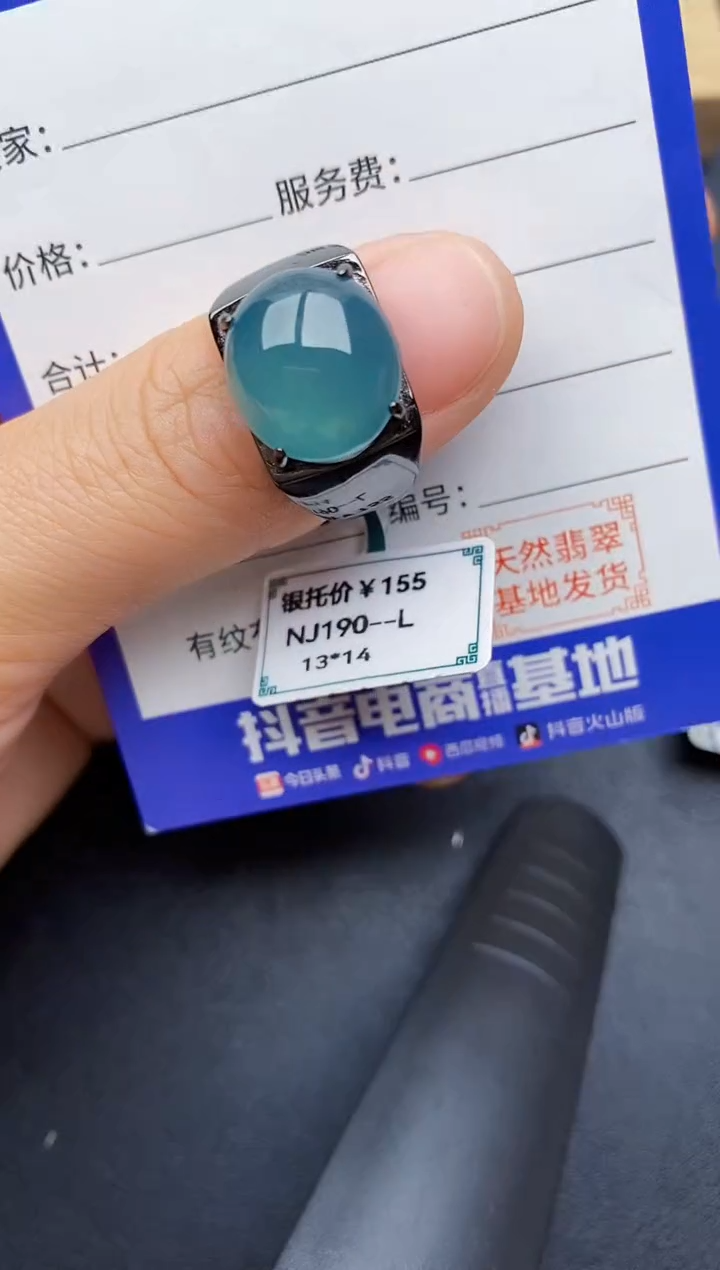 家：
服务费：
价格：
合计：
编号：
天然翡翠
基地发货
银托价￥155
NJ190--L
13*14
有纹
抖音电商直播基地
今日头条 抖音 西瓜视频 抖音火山版